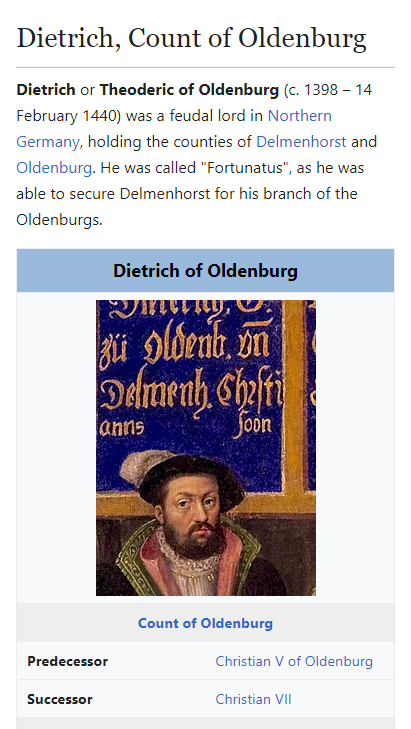 Dietrich, Count of Oldenburg
Dietrich or Theoderic of Oldenburg (c. 1398 – 14
February 1440) was a feudal lord in Northern
Germany, holding the counties of Delmenhorst and
Oldenburg. He was called "Fortunatus", as he was
able to secure Delmenhorst for his branch of the
Oldenburgs.
Dietrich of Oldenburg
zů oldenb. vn̄
Delmenh. Chrſti
anns Soon
Count of Oldenburg
Predecessor Christian V of Oldenburg
Successor Christian VII